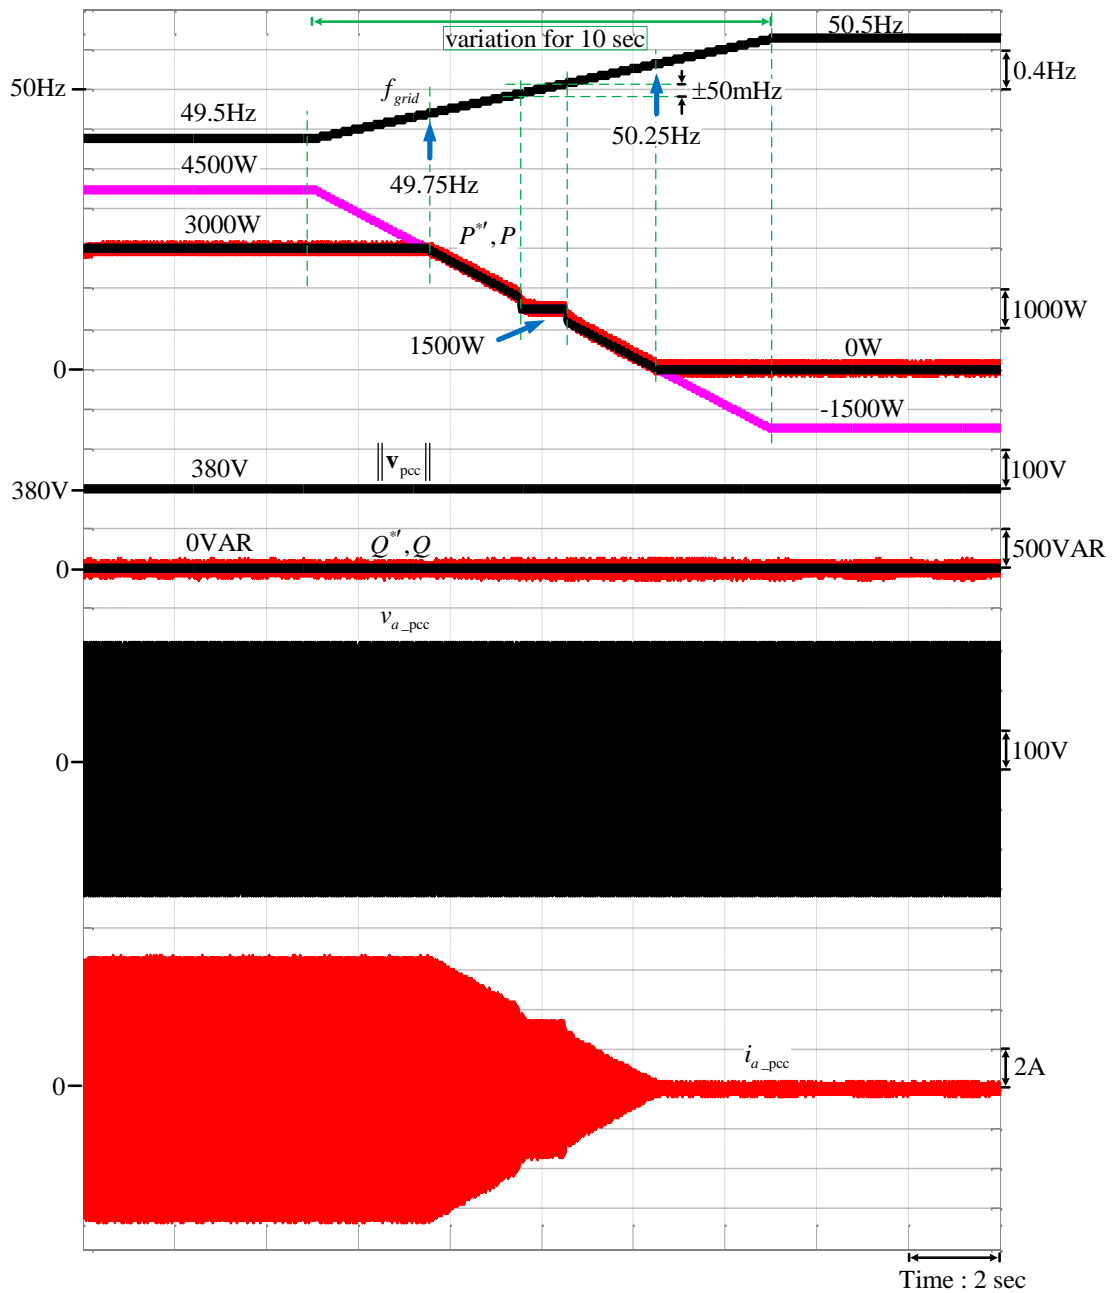 50.5Hz
variation for 10 sec
0.4Hz
50Hz
f_grid
±50mHz
49.5Hz
50.25Hz
4500W
49.75Hz
3000W
P*′, P
1000W
1500W
0W
0
-1500W
380V
‖v_pcc‖
100V
380V
0VAR
Q*′, Q
500VAR
0
v_a_pcc
100V
0
i_a_pcc
2A
0
Time : 2 sec